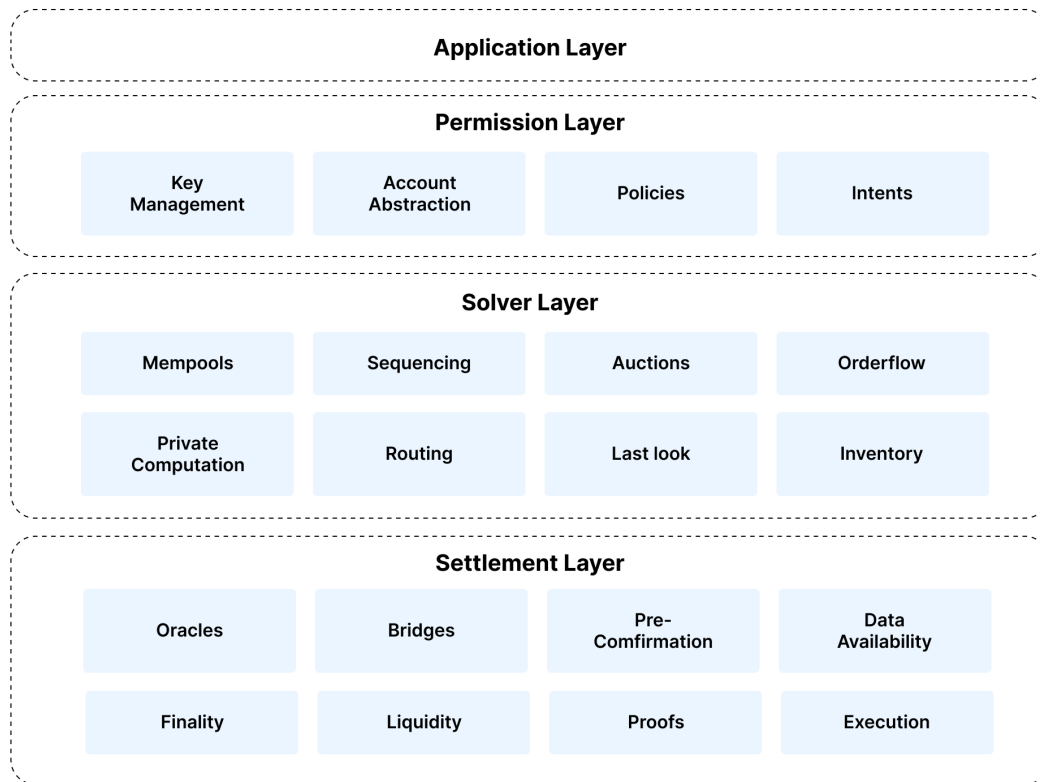 Application Layer
Permission Layer
Key
Management
Account
Abstraction
Policies
Intents
Solver Layer
Mempools
Sequencing
Auctions
Orderflow
Private
Computation
Routing
Last look
Inventory
Settlement Layer
Oracles
Bridges
Pre-
Comfirmation
Data
Availability
Finality
Liquidity
Proofs
Execution